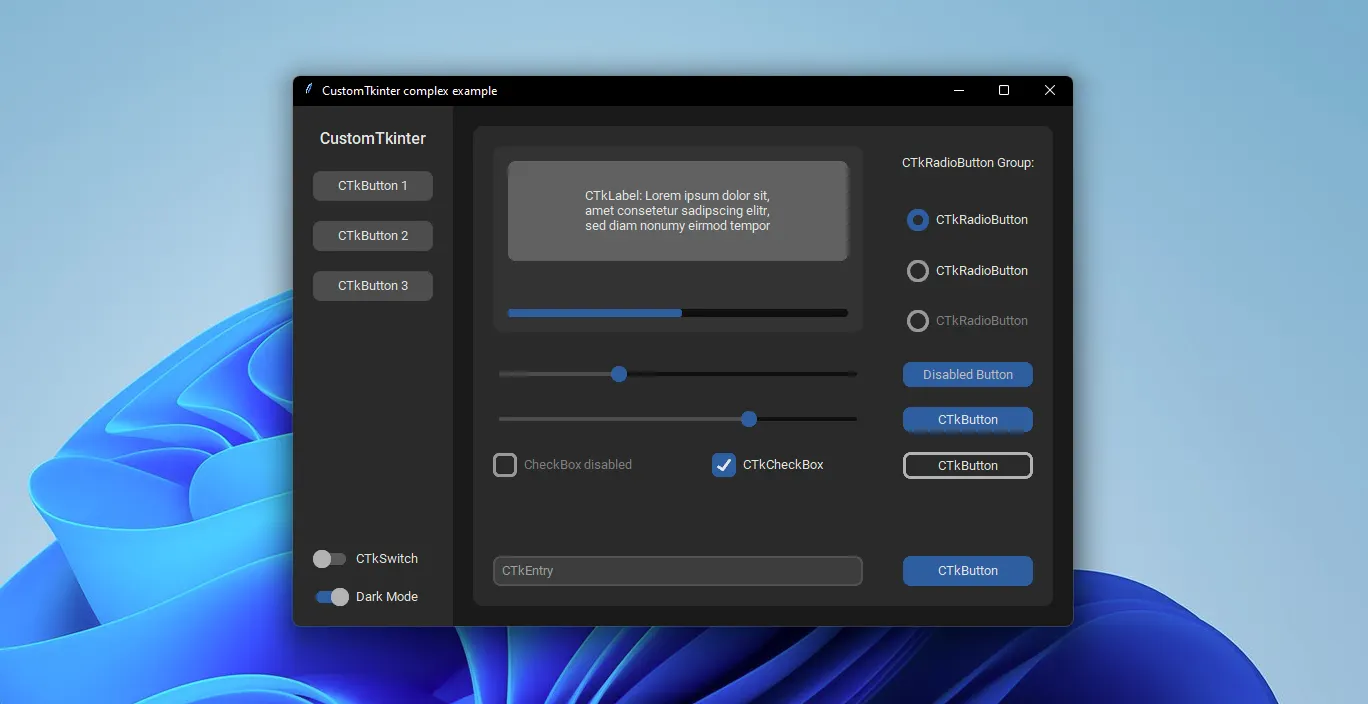 CustomTkinter complex example
CustomTkinter
CTkButton 1
CTkButton 2
CTkButton 3
CTkSwitch
Dark Mode
CTkLabel: Lorem ipsum dolor sit,
amet consetetur sadipscing elitr,
sed diam nonumy eirmod tempor
CheckBox disabled
CTkCheckBox
CTkEntry
CTkRadioButton Group:
CTkRadioButton
CTkRadioButton
CTkRadioButton
Disabled Button
CTkButton
CTkButton
CTkButton